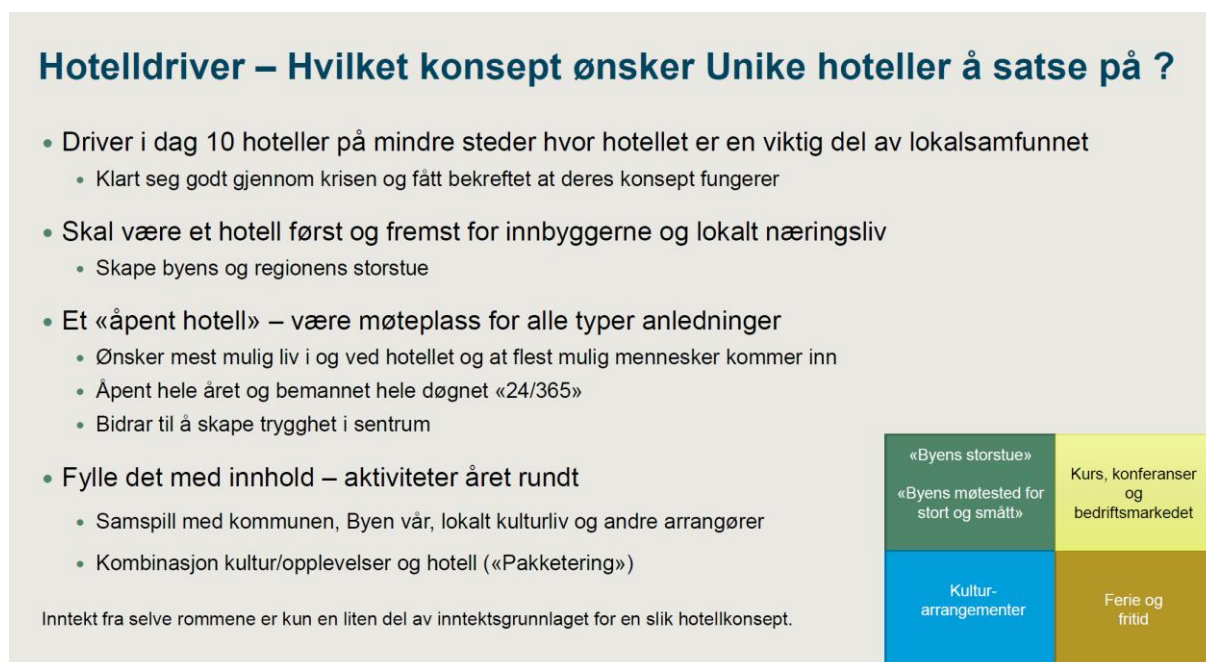 Hotelldriver – Hvilket konsept ønsker Unike hoteller å satse på ?
• Driver i dag 10 hoteller på mindre steder hvor hotellet er en viktig del av lokalsamfunnet
• Klart seg godt gjennom krisen og fått bekreftet at deres konsept fungerer
• Skal være et hotell først og fremst for innbyggerne og lokalt næringsliv
• Skape byens og regionens storstue
• Et «åpent hotell» – være møteplass for alle typer anledninger
• Ønsker mest mulig liv i og ved hotellet og at flest mulig mennesker kommer inn
• Åpent hele året og bemannet hele døgnet «24/365»
• Bidrar til å skape trygghet i sentrum
• Fylle det med innhold – aktiviteter året rundt
• Samspill med kommunen, Byen vår, lokalt kulturliv og andre arrangører
• Kombinasjon kultur/opplevelser og hotell («Pakketering»)
Inntekt fra selve rommene er kun en liten del av inntektsgrunnlaget for en slik hotellkonsept.
«Byens storstue»
«Byens møtested for
stort og smått»
Kurs, konferanser
og
bedriftsmarkedet
Kultur-
arrangementer
Ferie og
fritid